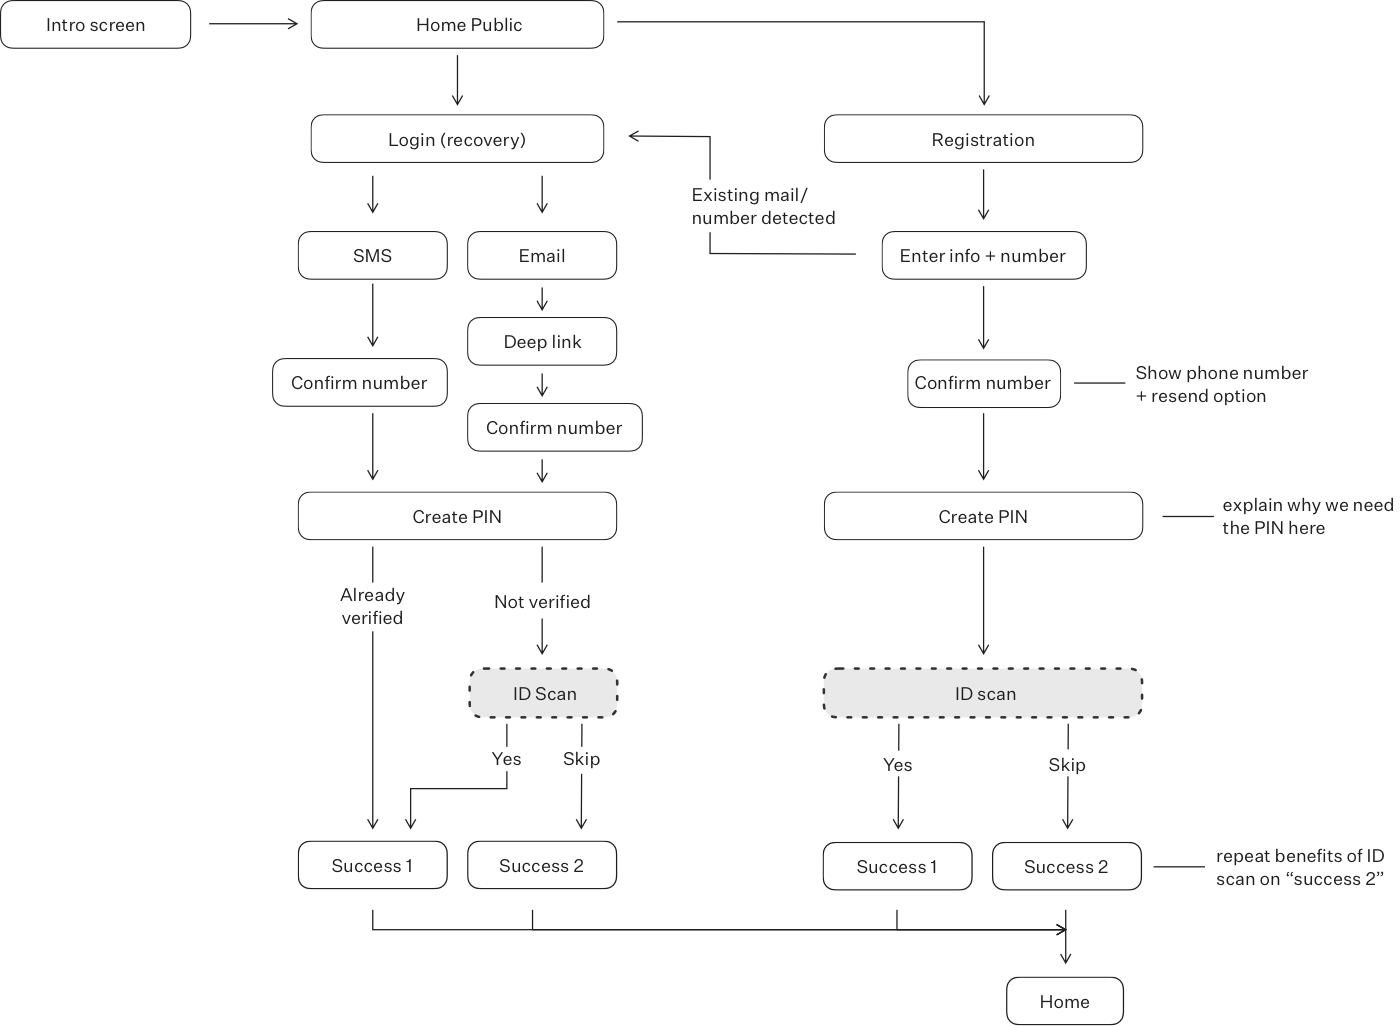 Intro screen
Home Public
Login (recovery)
Registration
Existing mail/
number detected
SMS
Email
Enter info + number
Deep link
Confirm number
Confirm number
Show phone number
+ resend option
Confirm number
Create PIN
Create PIN
explain why we need
the PIN here
Already
verified
Not verified
ID Scan
ID scan
Yes
Skip
Yes
Skip
Success 1
Success 2
Success 1
Success 2
repeat benefits of ID
scan on “success 2”
Home